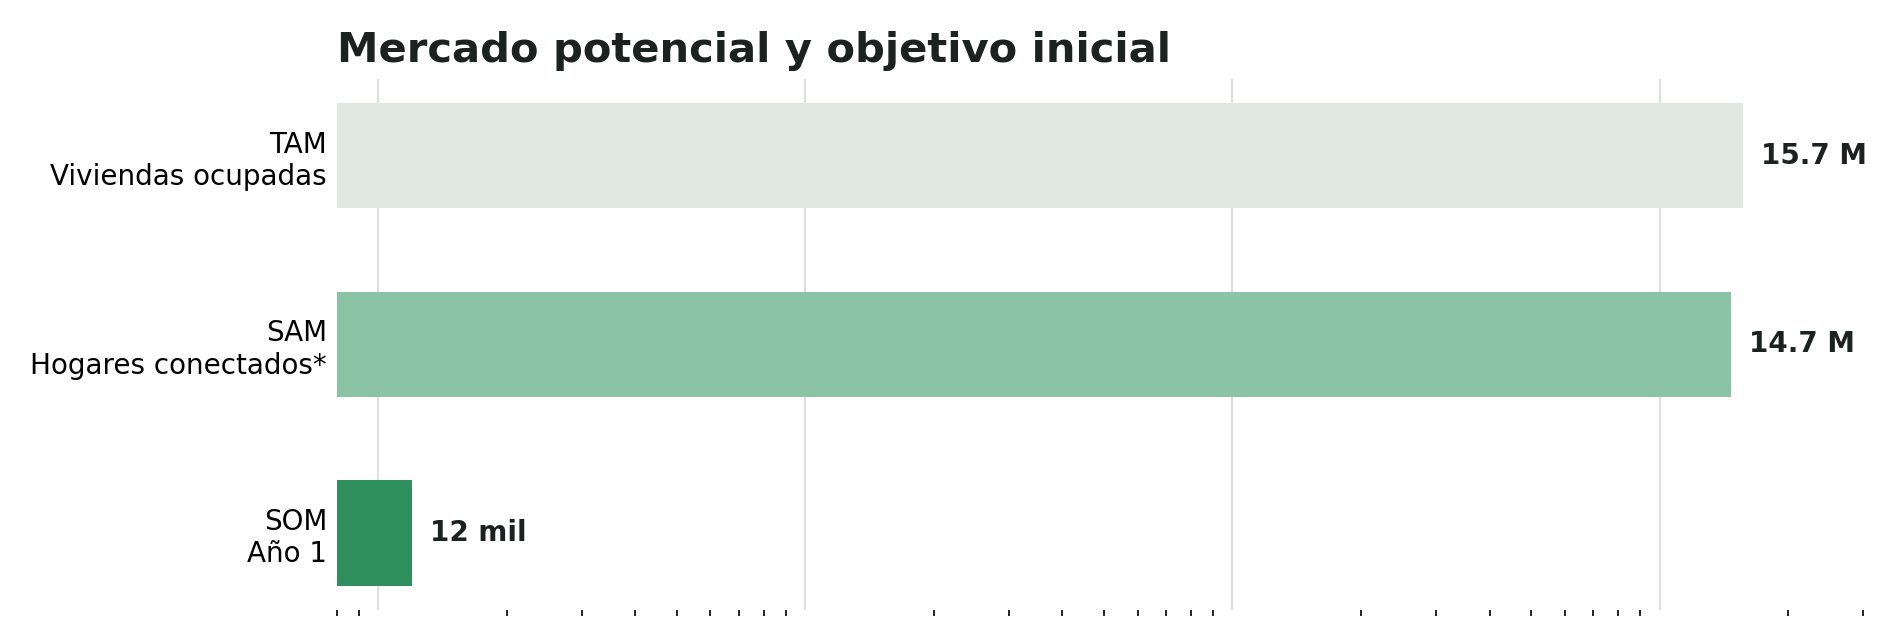 Mercado potencial y objetivo inicial
TAM
Viviendas ocupadas
15.7 M
SAM
Hogares conectados*
14.7 M
SOM
Año 1
12 mil